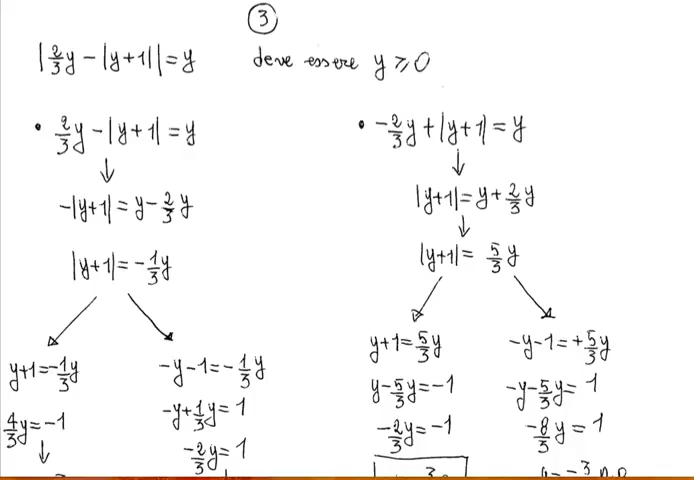 ③
|2/3y-|y+1||=y deve essere y≥0
• 2/3y-|y+1|=y
↓
-|y+1|=y-2/3y
|y+1|=-1/3y
y+1=-1/3y
4/3y=-1
↓
-y-1=-1/3y
-y+1/3y=1
-2/3y=1
• -2/3y+|y+1|=y
↓
|y+1|=y+2/3y
↓
|y+1|=5/3y
y+1=5/3y
y-5/3y=-1
-2/3y=-1
-y-1=+5/3y
-y-5/3y=1
-8/3y=1